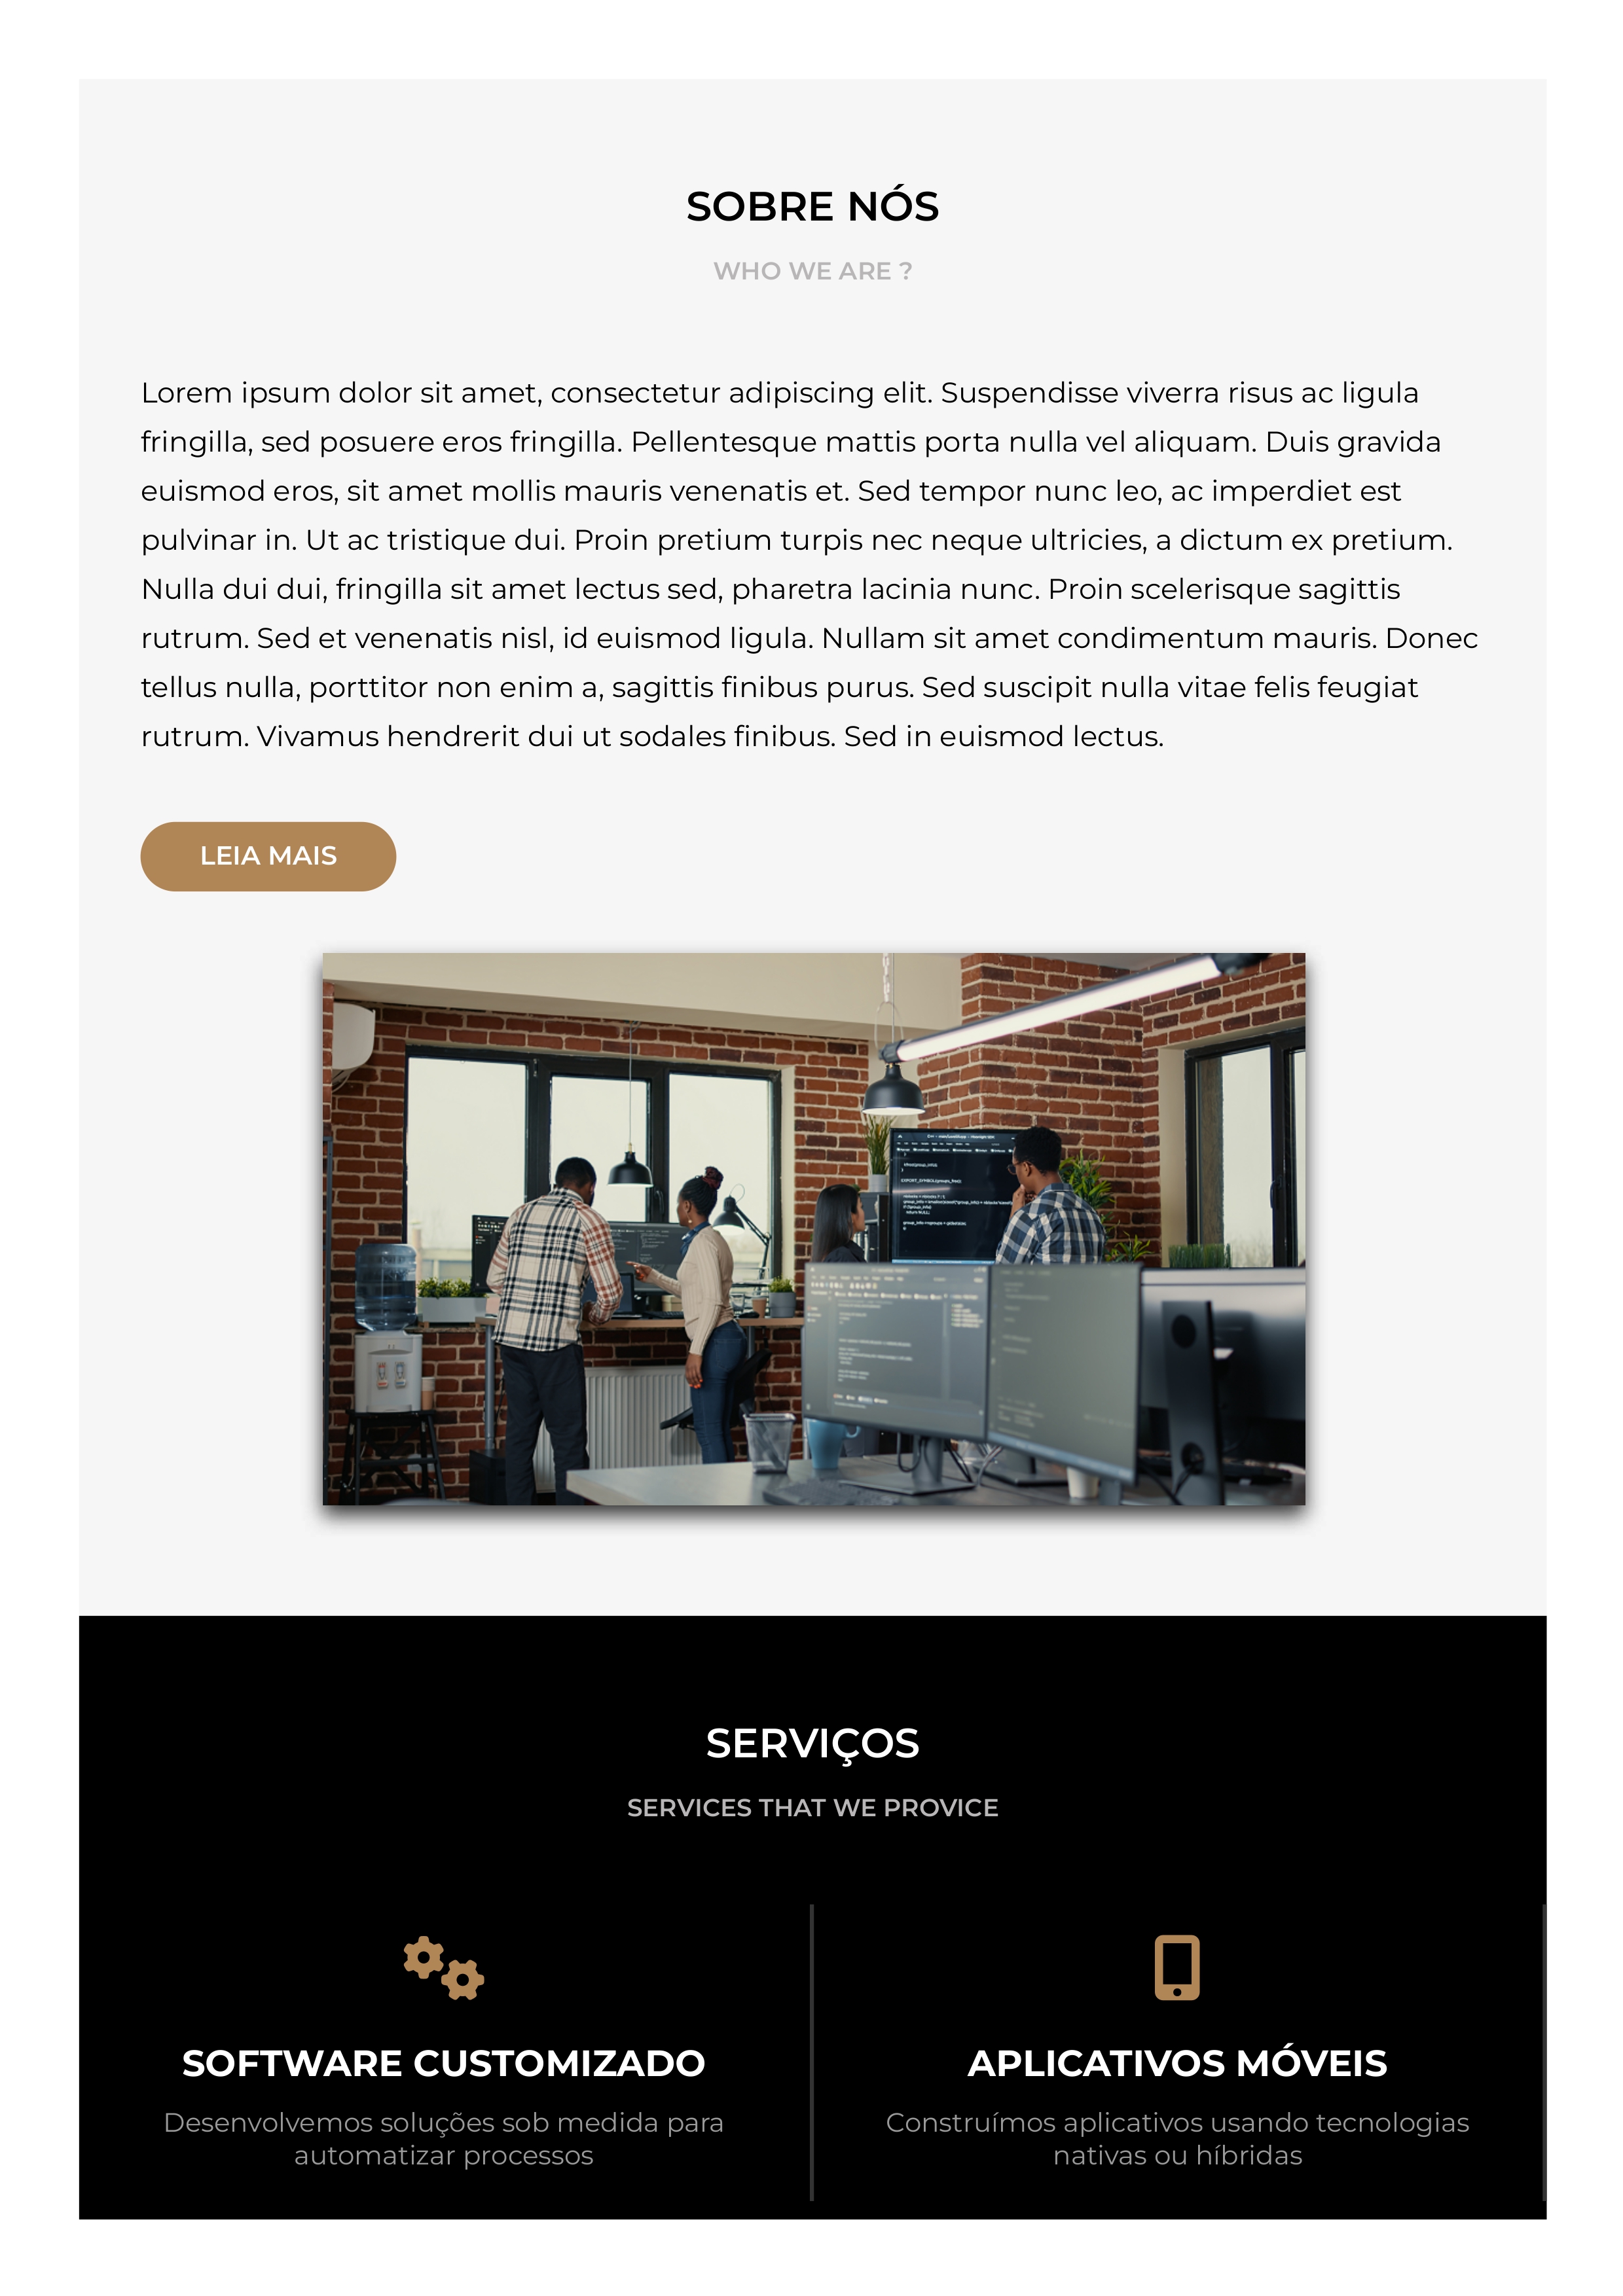 SOBRE NÓS
WHO WE ARE ?
Lorem ipsum dolor sit amet, consectetur adipiscing elit. Suspendisse viverra risus ac ligula
fringilla, sed posuere eros fringilla. Pellentesque mattis porta nulla vel aliquam. Duis gravida
euismod eros, sit amet mollis mauris venenatis et. Sed tempor nunc leo, ac imperdiet est
pulvinar in. Ut ac tristique dui. Proin pretium turpis nec neque ultricies, a dictum ex pretium.
Nulla dui dui, fringilla sit amet lectus sed, pharetra lacinia nunc. Proin scelerisque sagittis
rutrum. Sed et venenatis nisl, id euismod ligula. Nullam sit amet condimentum mauris. Donec
tellus nulla, porttitor non enim a, sagittis finibus purus. Sed suscipit nulla vitae felis feugiat
rutrum. Vivamus hendrerit dui ut sodales finibus. Sed in euismod lectus.
LEIA MAIS
SERVIÇOS
SERVICES THAT WE PROVICE
SOFTWARE CUSTOMIZADO
Desenvolvemos soluções sob medida para
automatizar processos
APLICATIVOS MÓVEIS
Construímos aplicativos usando tecnologias
nativas ou híbridas